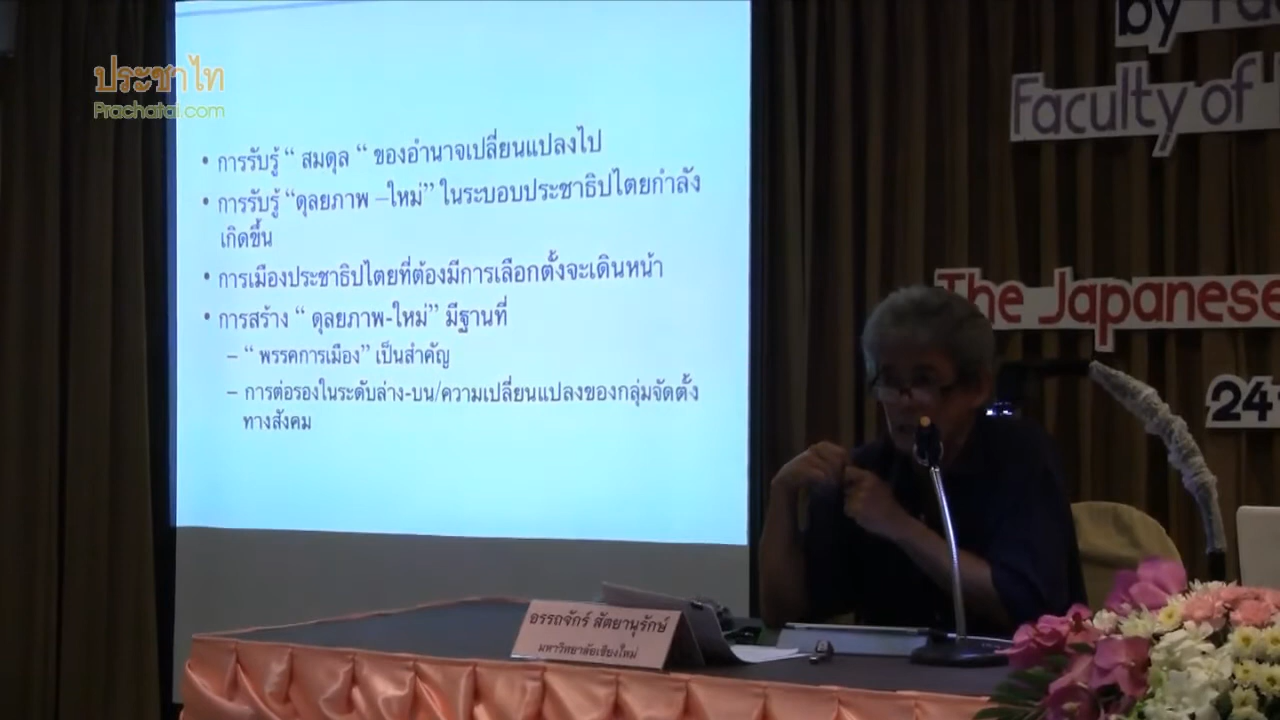 ประชาไท
Prachatai.com
• การรับรู้ “ สมดุล “ ของอำนาจเปลี่ยนแปลงไป
• การรับรู้ “ดุลยภาพ –ใหม่” ในระบอบประชาธิปไตยกำลัง
เกิดขึ้น
• การเมืองประชาธิปไตยที่ต้องมีการเลือกตั้งจะเดินหน้า
• การสร้าง “ ดุลยภาพ-ใหม่” มีฐานที่
– “ พรรคการเมือง” เป็นสำคัญ
– การต่อรองในระดับล่าง-บน/ความเปลี่ยนแปลงของกลุ่มจัดตั้ง
ทางสังคม
by
Faculty of
The Japanese
24
อรรถจักร์ สัตยานุรักษ์
มหาวิทยาลัยเชียงใหม่